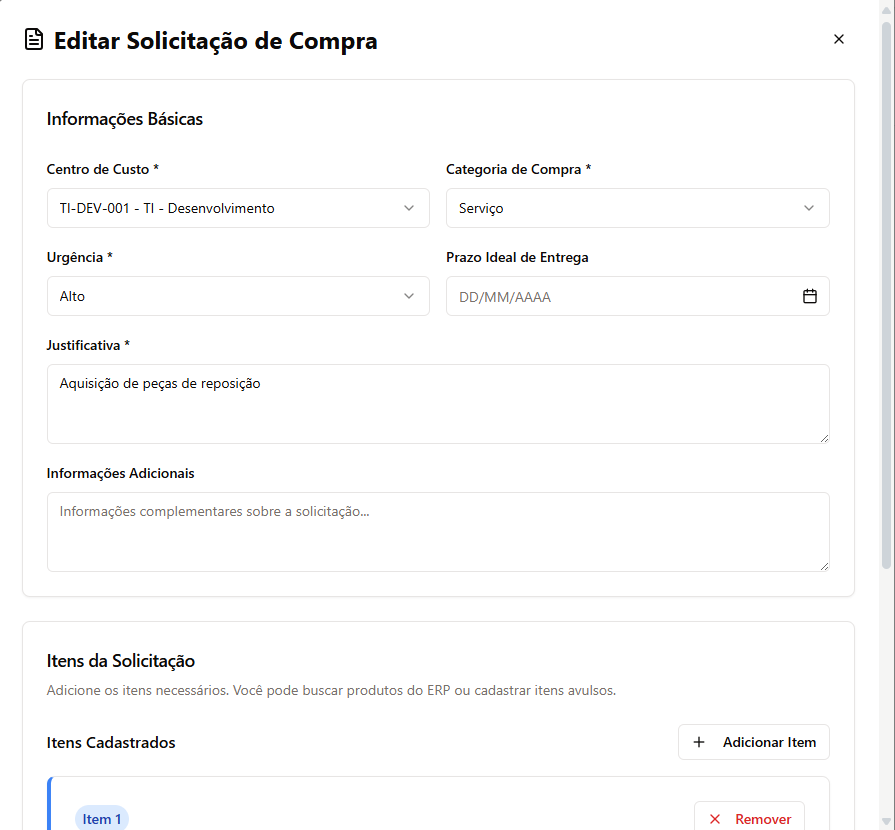 Editar Solicitação de Compra
Informações Básicas
Centro de Custo *
Categoria de Compra *
TI-DEV-001 - TI - Desenvolvimento
Serviço
Urgência *
Prazo Ideal de Entrega
Alto
DD/MM/AAAA
Justificativa *
Aquisição de peças de reposição
Informações Adicionais
Informações complementares sobre a solicitação...
Itens da Solicitação
Adicione os itens necessários. Você pode buscar produtos do ERP ou cadastrar itens avulsos.
Itens Cadastrados
Adicionar Item
Item 1
Remover